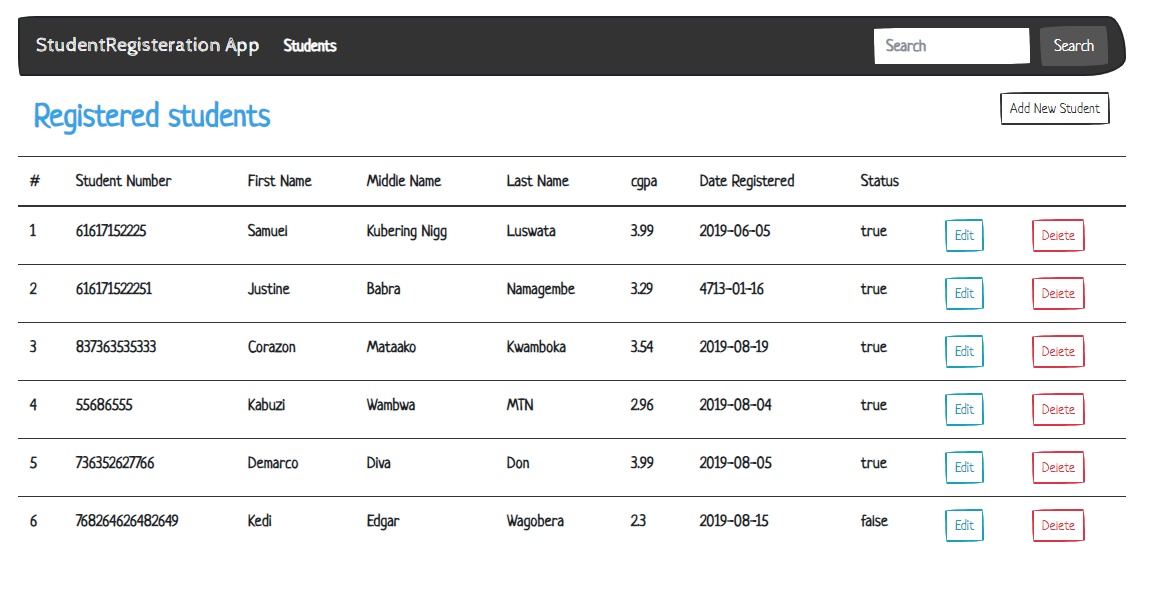 StudentRegisteration App Students Search Search
Registered students Add New Student
# Student Number First Name Middle Name Last Name cgpa Date Registered Status
1 61617152225 Samuel Kubering Nigg Luswata 3.99 2019-06-05 true Edit Delete
2 616171522251 Justine Babra Namagembe 3.29 4713-01-16 true Edit Delete
3 837363535333 Corazon Mataako Kwamboka 3.54 2019-08-19 true Edit Delete
4 55686555 Kabuzi Wambwa MTN 2.96 2019-08-04 true Edit Delete
5 736352627766 Demarco Diva Don 3.99 2019-08-05 true Edit Delete
6 768264626482649 Kedi Edgar Wagobera 2.3 2019-08-15 false Edit Delete